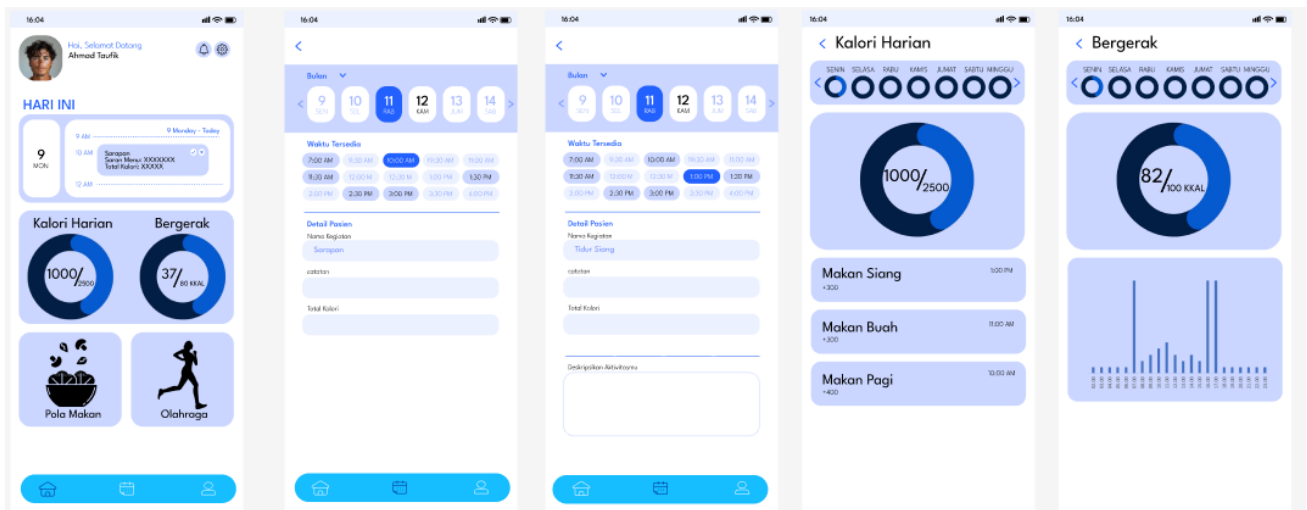 16:04
Hai, Selamat Datang
Ahmad Taufik
HARI INI
9
MON
9 Monday - Today
9 AM
10 AM
Sarapan
Saran Menu: XXXXXXX
Total Kalori: XXXXX
12 AM
Kalori Harian
1000/2500
Bergerak
37/80 KKAL
Pola Makan
Olahraga
16:04
Bulan
9 10 11 12 13 14
SEN SEL RAB KAM JUM SAB
Waktu Tersedia
7:00 AM 9:30 AM 10:00 AM 10:30 AM 11:00 AM
11:30 AM 12:00 M 12:30 M 1:00 PM 1:30 PM
2:00 PM 2:30 PM 3:00 PM 3:30 PM 4:00 PM
Detail Pasien
Nama Kegiatan
Sarapan
catatan
Total Kalori
16:04
Bulan
9 10 11 12 13 14
SEN SEL RAB KAM JUM SAB
Waktu Tersedia
7:00 AM 9:30 AM 10:00 AM 10:30 AM 11:00 AM
11:30 AM 12:00 M 12:30 M 1:00 PM 1:30 PM
2:00 PM 2:30 PM 3:00 PM 3:30 PM 4:00 PM
Detail Pasien
Nama Kegiatan
Tidur Siang
catatan
Total Kalori
Deskripsikan Aktivitasmu
16:04
< Kalori Harian
SENIN SELASA RABU KAMIS JUMAT SABTU MINGGU
1000/2500
Makan Siang
1:00 PM
+300
Makan Buah
11:00 AM
+300
Makan Pagi
10:00 AM
+400
16:04
< Bergerak
SENIN SELASA RABU KAMIS JUMAT SABTU MINGGU
82/100 KKAL